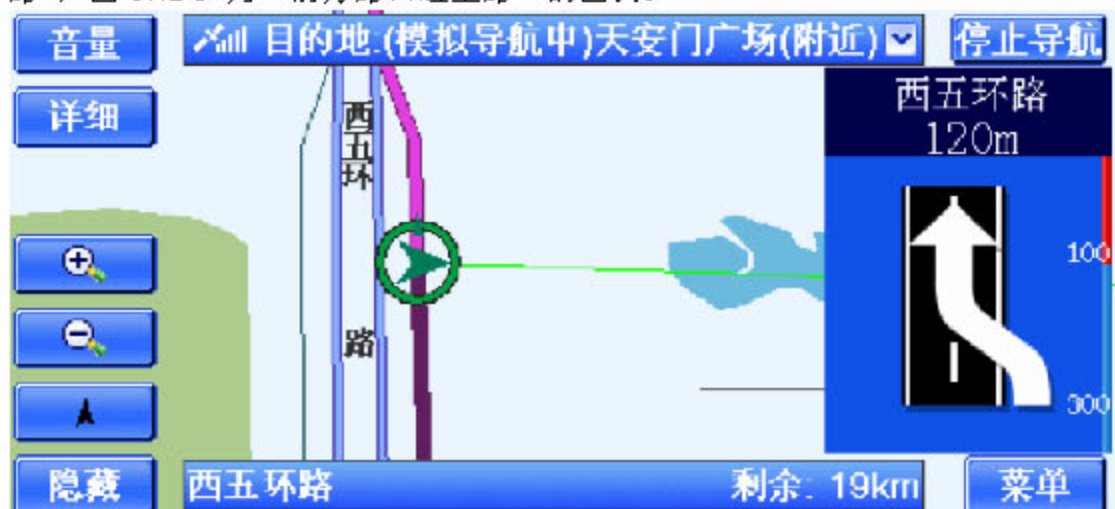 音量
目的地:(模拟导航中)天安门广场(附近)
停止导航
详细
西五环路
120m
西五环
路
100
300
隐藏
西五环路
剩余: 19km
菜单